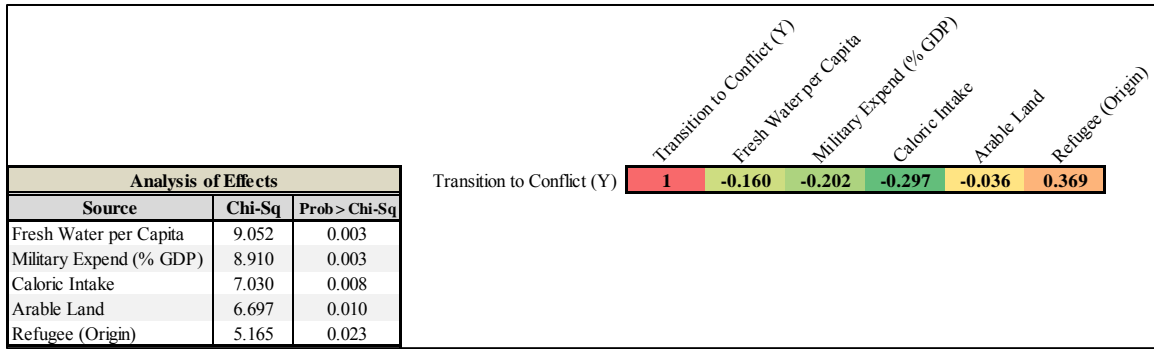 Transition to Conflict (Y)
Fresh Water per Capita
Military Expend (% GDP)
Caloric Intake
Arable Land
Refugee (Origin)
Transition to Conflict (Y) 1 -0.160 -0.202 -0.297 -0.036 0.369
Analysis of Effects
Source Chi-Sq Prob > Chi-Sq
Fresh Water per Capita 9.052 0.003
Military Expend (% GDP) 8.910 0.003
Caloric Intake 7.030 0.008
Arable Land 6.697 0.010
Refugee (Origin) 5.165 0.023